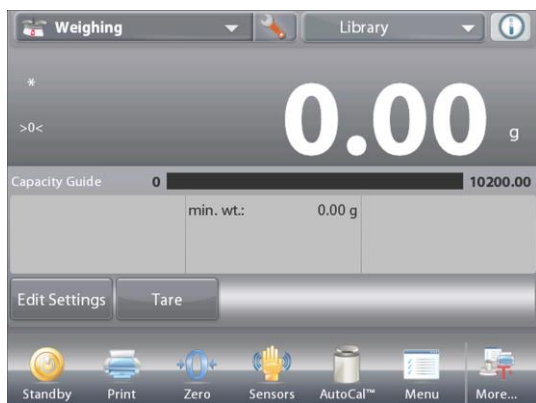 Weighing Library
*
>0<
0.00 g
Capacity Guide 0 10200.00
min. wt.: 0.00 g
Edit Settings Tare
Standby Print Zero Sensors AutoCal™ Menu More...